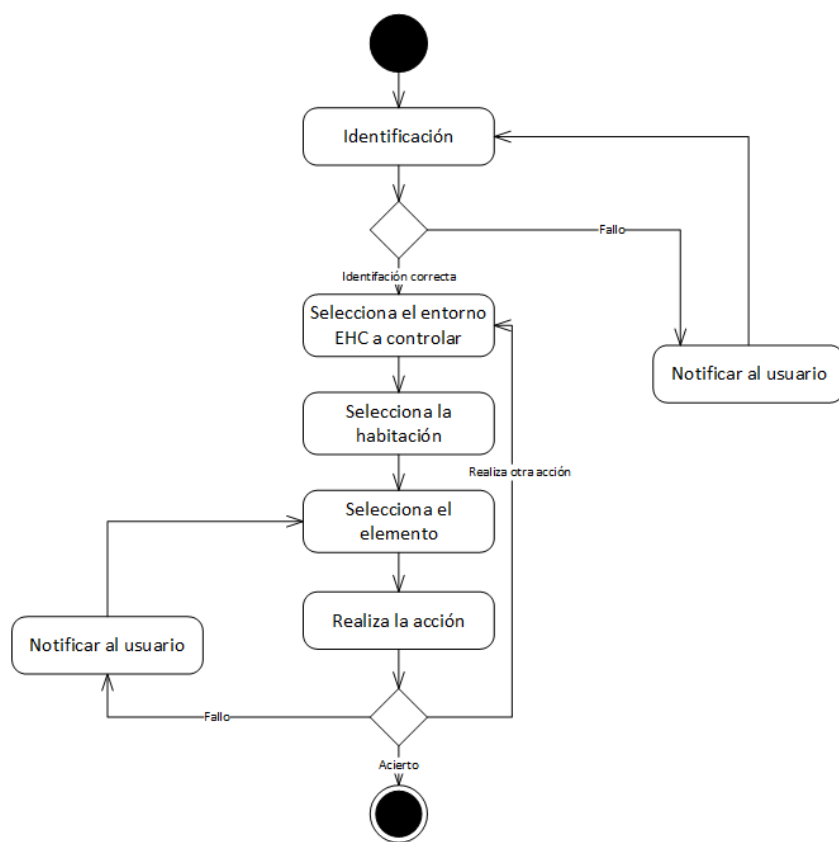 Identificación
Fallo
Identifación correcta
Selecciona el entorno
EHC a controlar
Notificar al usuario
Selecciona la
habitación
Realiza otra acción
Selecciona el
elemento
Realiza la acción
Notificar al usuario
Fallo
Acierto